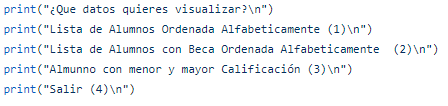 print("¿Que datos quieres visualizar?\n")
print("Lista de Alumnos Ordenada Alfabeticamente (1)\n")
print("Lista de Alumnos con Beca Ordenada Alfabeticamente  (2)\n")
print("Almunno con menor y mayor Calificación (3)\n")
print("Salir (4)\n")